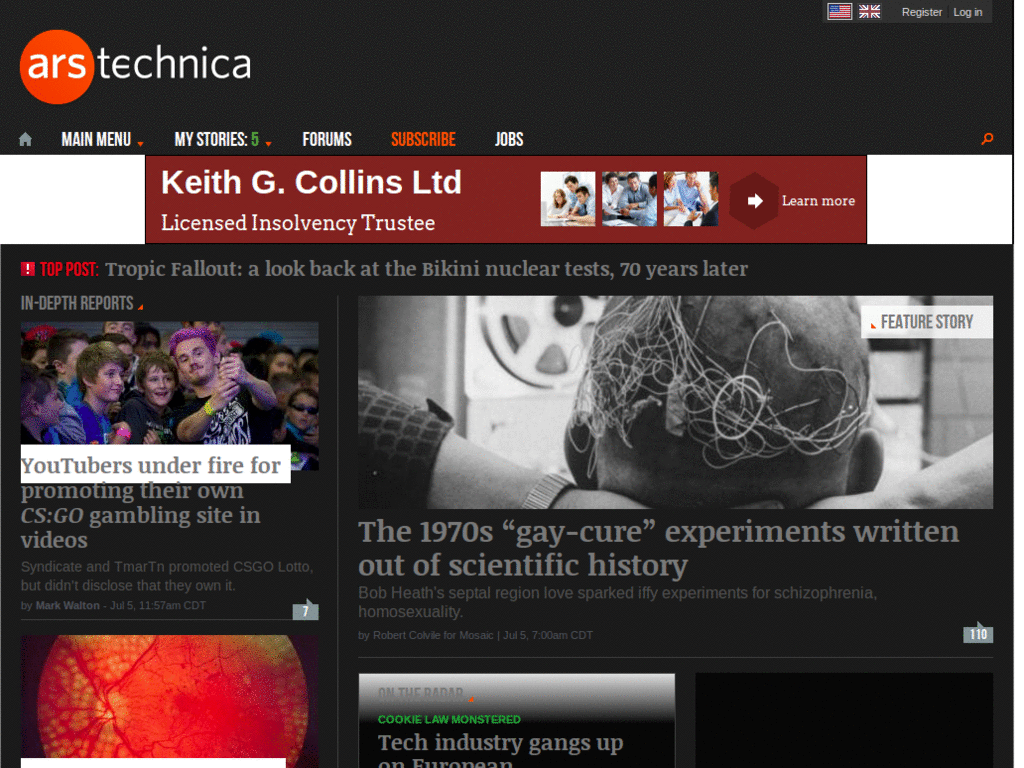 Register Log in
ars technica
MAIN MENU MY STORIES: 5 FORUMS SUBSCRIBE JOBS
Keith G. Collins Ltd
Licensed Insolvency Trustee
Learn more
! TOP POST: Tropic Fallout: a look back at the Bikini nuclear tests, 70 years later
IN-DEPTH REPORTS
YouTubers under fire for
promoting their own
CS:GO gambling site in
videos
Syndicate and TmarTn promoted CSGO Lotto,
but didn't disclose that they own it.
by Mark Walton - Jul 5, 11:57am CDT
7
FEATURE STORY
The 1970s “gay-cure” experiments written
out of scientific history
Bob Heath's septal region love sparked iffy experiments for schizophrenia,
homosexuality.
by Robert Colvile for Mosaic | Jul 5, 7:00am CDT
110
ON THE RADAR
COOKIE LAW MONSTERED
Tech industry gangs up
on European